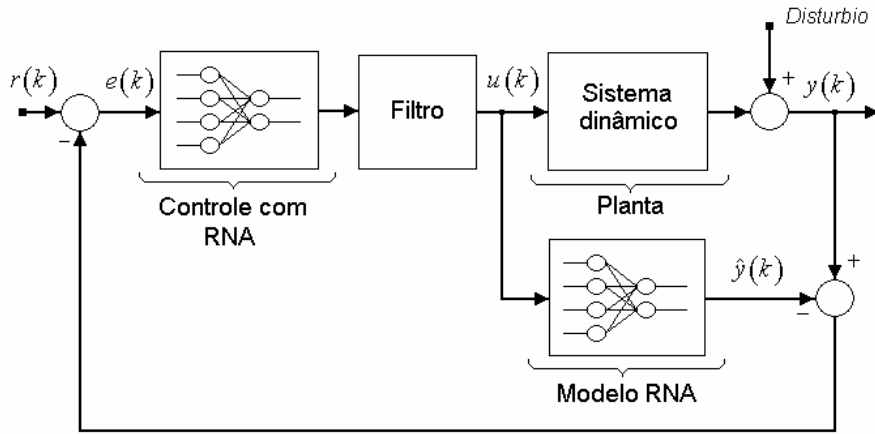 Disturbio
r(k)
e(k)
Filtro
u(k)
Sistema
dinâmico
+
y(k)
−
Controle com
RNA
Planta
ŷ(k)
+
−
Modelo RNA